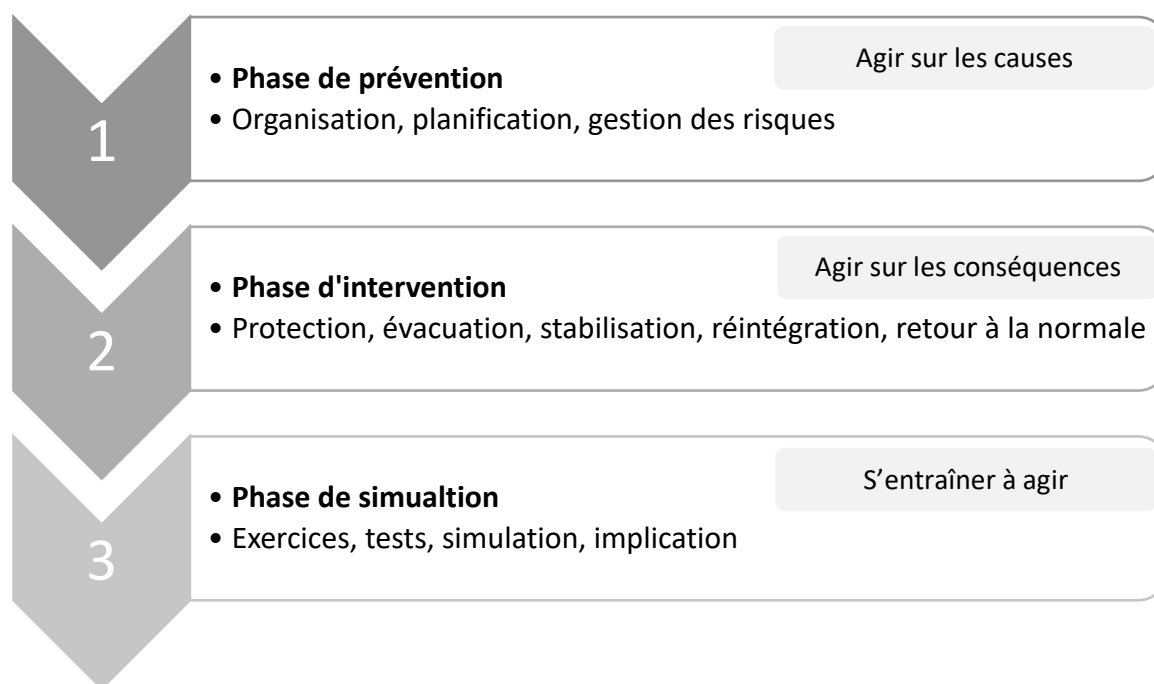 1
Agir sur les causes
• Phase de prévention
• Organisation, planification, gestion des risques
2
Agir sur les conséquences
• Phase d'intervention
• Protection, évacuation, stabilisation, réintégration, retour à la normale
3
S’entraîner à agir
• Phase de simualtion
• Exercices, tests, simulation, implication